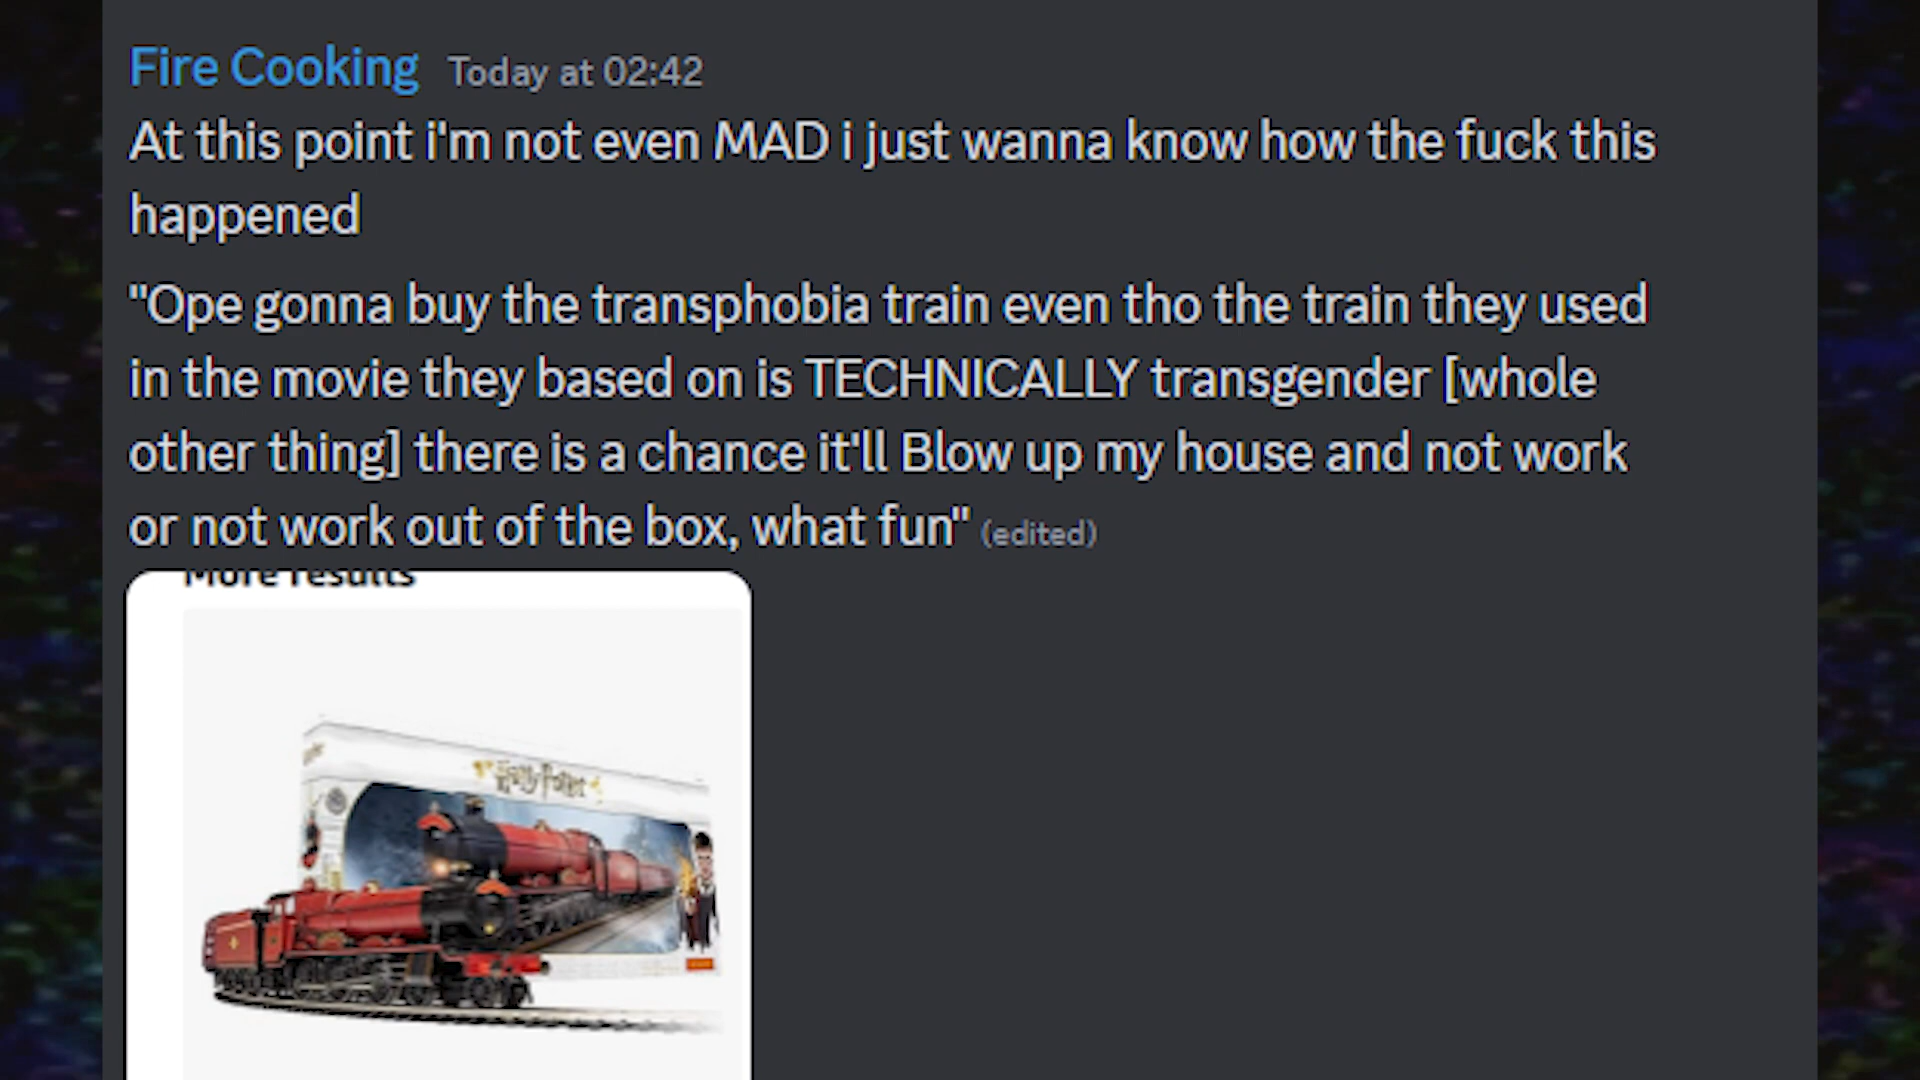 Fire Cooking Today at 02:42
At this point i'm not even MAD i just wanna know how the fuck this
happened
"Ope gonna buy the transphobia train even tho the train they used
in the movie they based on is TECHNICALLY transgender [whole
other thing] there is a chance it'll Blow up my house and not work
or not work out of the box, what fun" (edited)
More results
Harry Potter